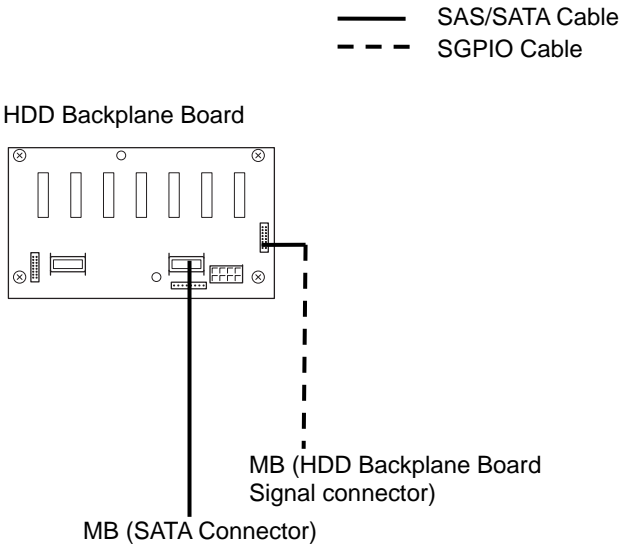 SAS/SATA Cable
SGPIO Cable
HDD Backplane Board
MB (HDD Backplane Board
Signal connector)
MB (SATA Connector)